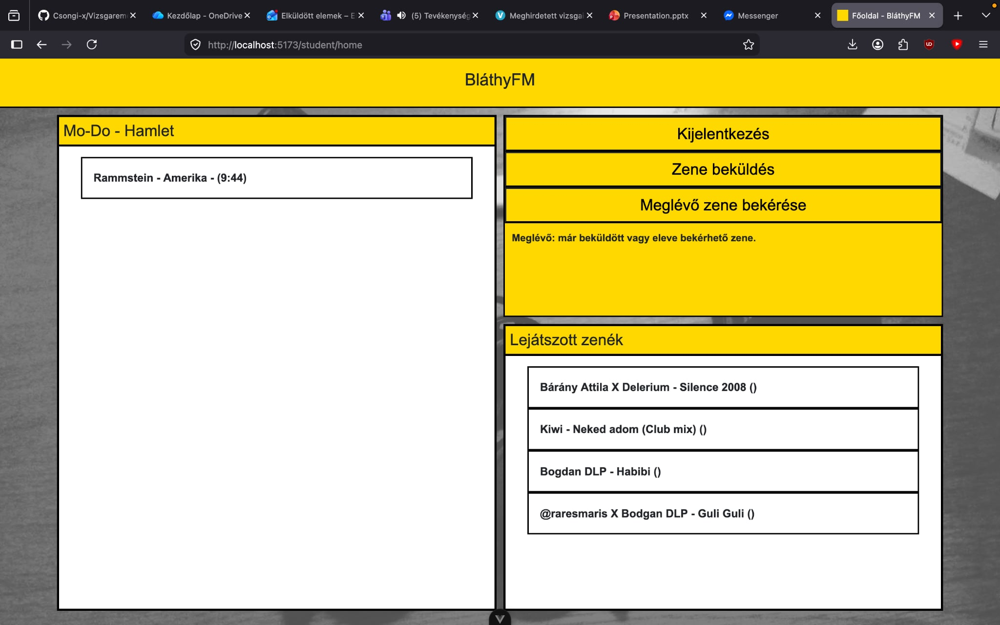 Csongi-x/Vizsgarem
Kezdőlap - OneDrive
Elküldött elemek – E
(5) Tevékenység
Meghirdetett vizsgai
Presentation.pptx
Messenger
Főoldal - BláthyFM
http://localhost:5173/student/home
BláthyFM
Mo-Do - Hamlet
Rammstein - Amerika - (9:44)
Kijelentkezés
Zene beküldés
Meglévő zene bekérése
Meglévő: már beküldött vagy eleve bekérhető zene.
Lejátszott zenék
Bárány Attila X Delerium - Silence 2008 ()
Kiwi - Neked adom (Club mix) ()
Bogdan DLP - Habibi ()
@raresmaris X Bodgan DLP - Guli Guli ()